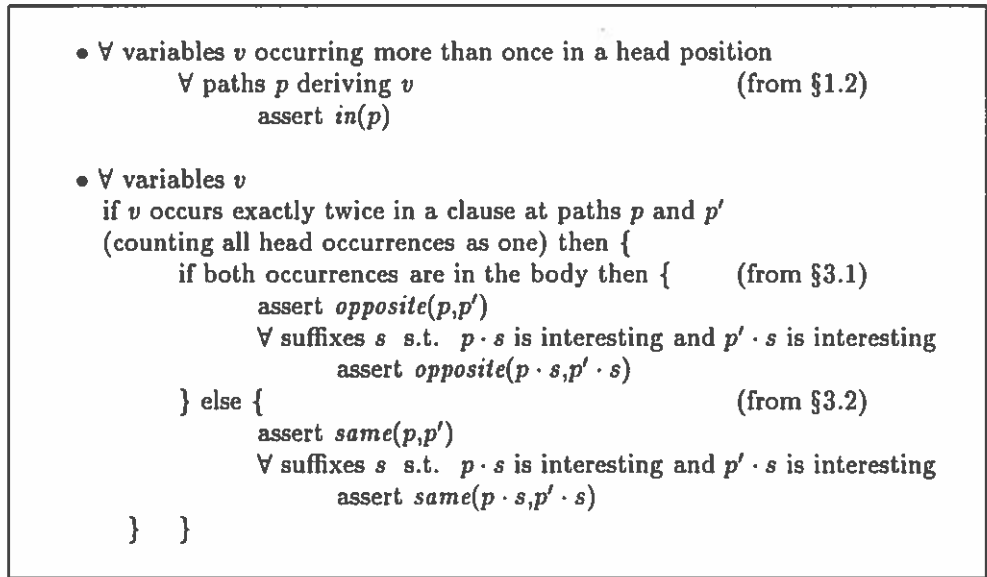 • ∀ variables v occurring more than once in a head position
∀ paths p deriving v (from §1.2)
assert in(p)
• ∀ variables v
if v occurs exactly twice in a clause at paths p and p′
(counting all head occurrences as one) then {
if both occurrences are in the body then { (from §3.1)
assert opposite(p,p′)
∀ suffixes s s.t. p · s is interesting and p′ · s is interesting
assert opposite(p · s,p′ · s)
} else { (from §3.2)
assert same(p,p′)
∀ suffixes s s.t. p · s is interesting and p′ · s is interesting
assert same(p · s,p′ · s)
} }